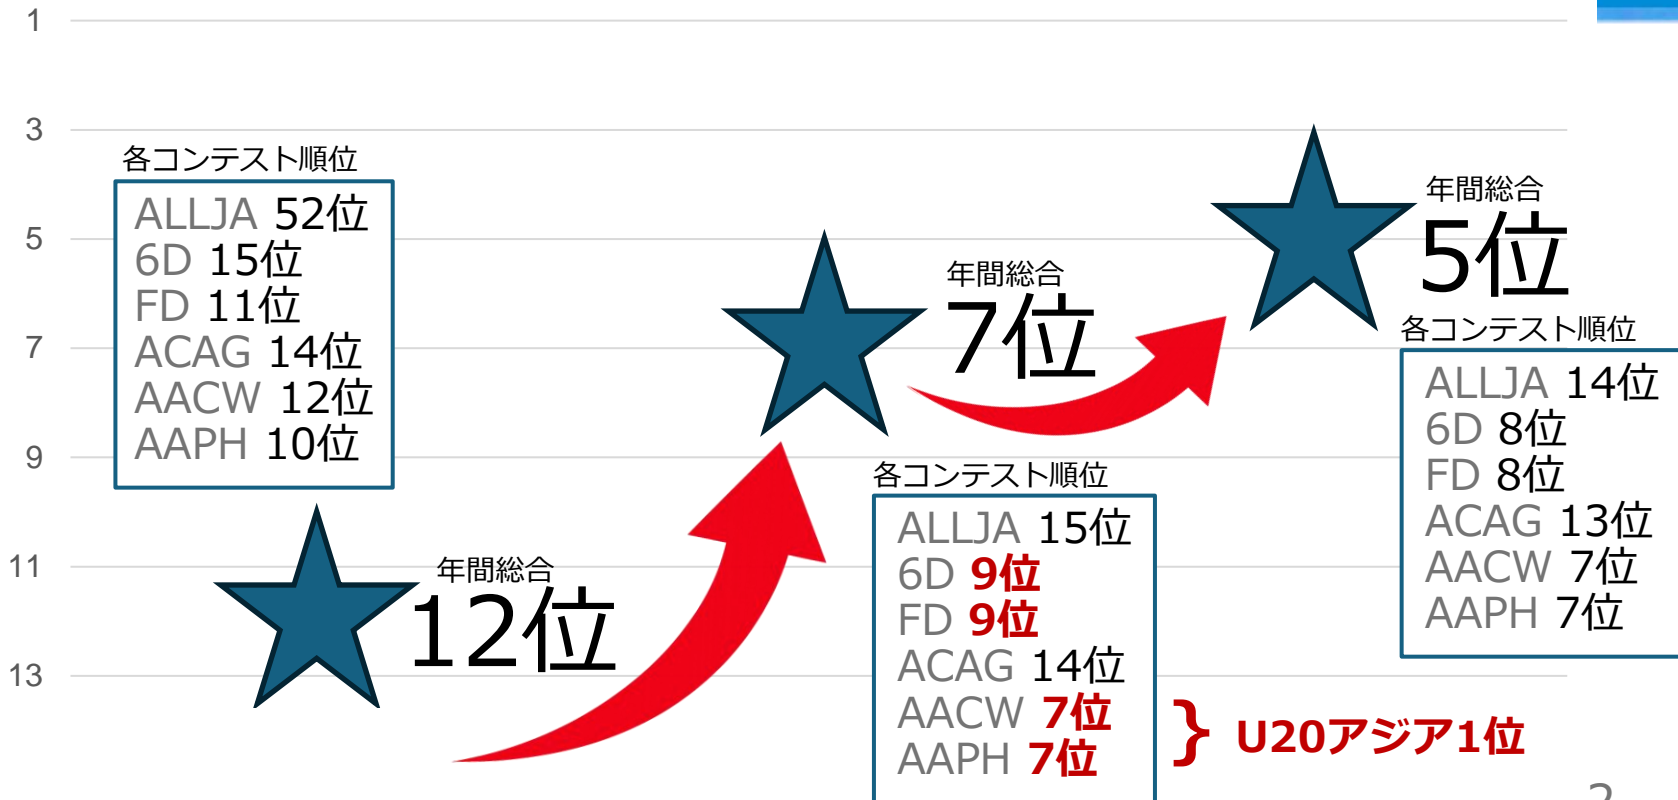 1
3
5
7
9
11
13
各コンテスト順位
ALLJA 52位
6D 15位
FD 11位
ACAG 14位
AACW 12位
AAPH 10位
年間総合
12位
年間総合
7位
各コンテスト順位
ALLJA 15位
6D 9位
FD 9位
ACAG 14位
AACW 7位
AAPH 7位
} U20アジア1位
年間総合
5位
各コンテスト順位
ALLJA 14位
6D 8位
FD 8位
ACAG 13位
AACW 7位
AAPH 7位